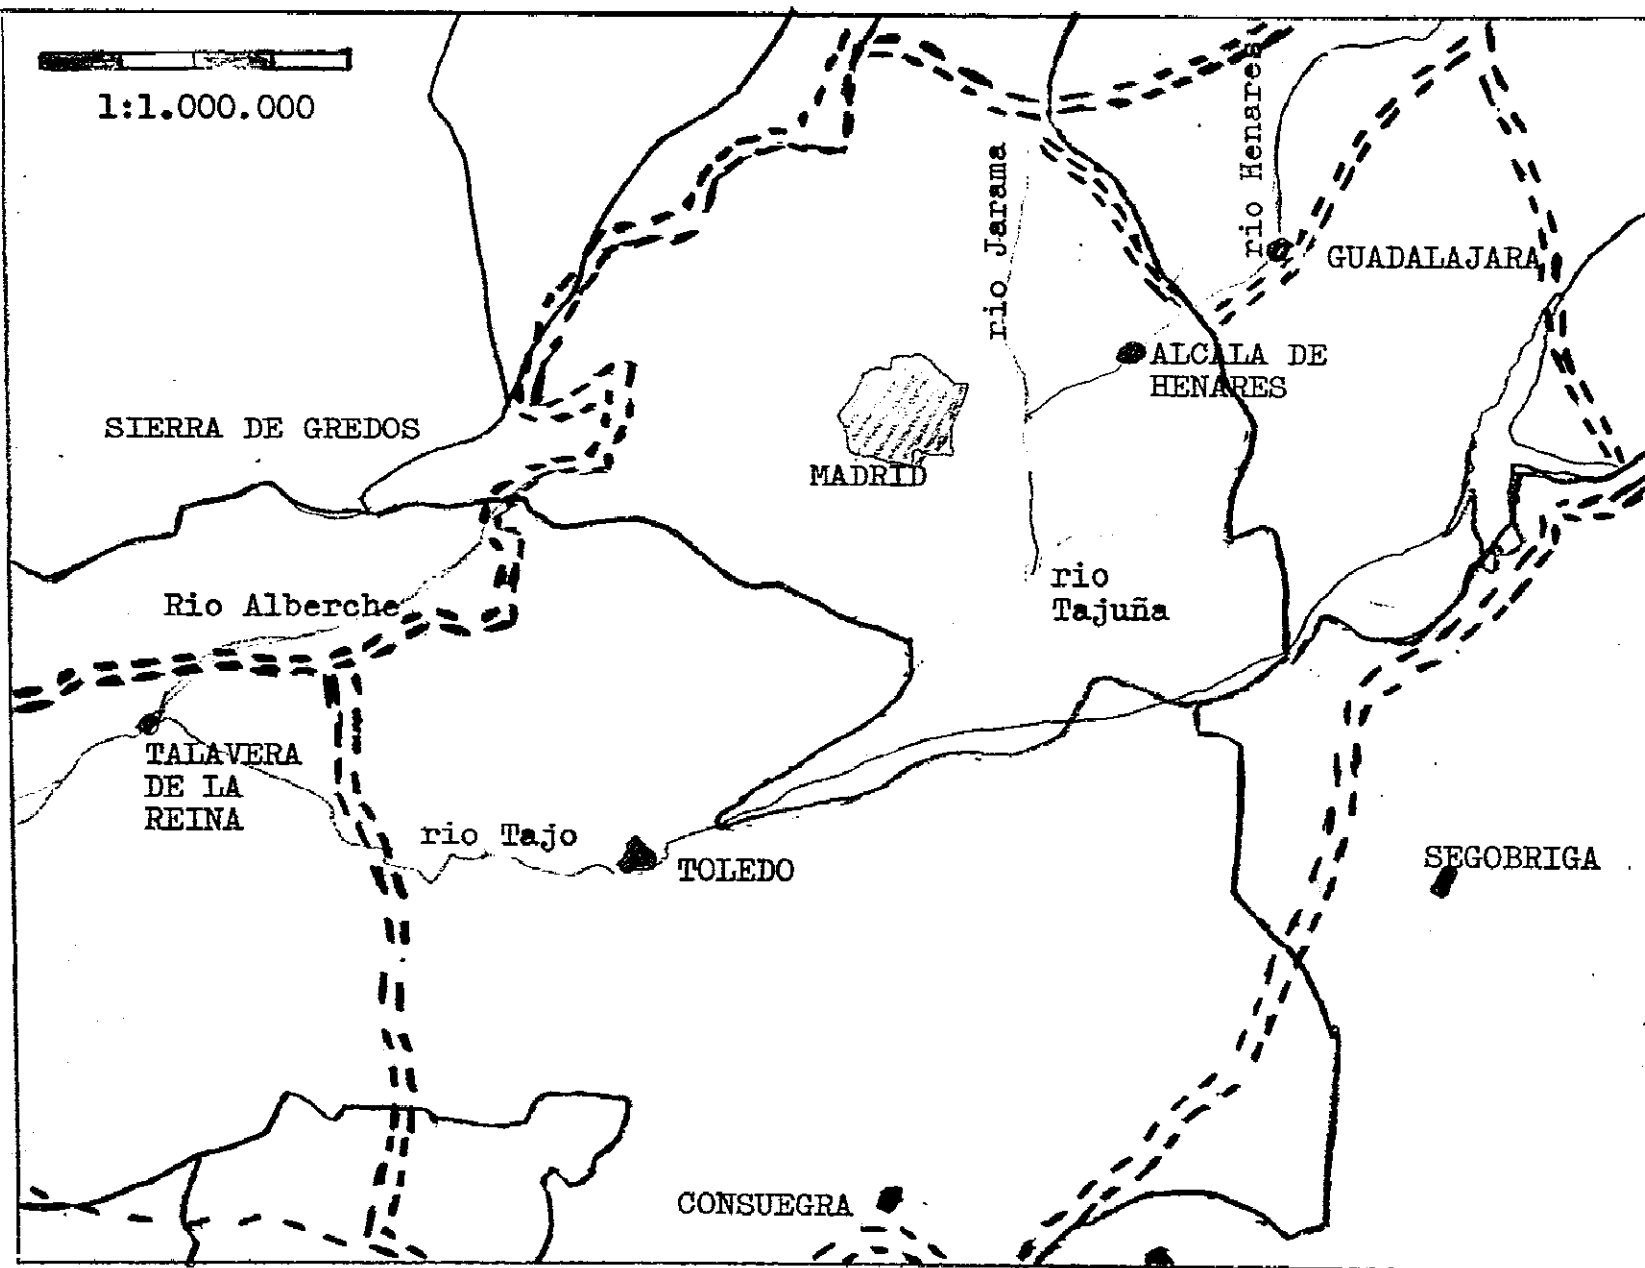 1:1.000.000
rio Henares
rio Jarama
GUADALAJARA
ALCALA DE
HENARES
SIERRA DE GREDOS
MADRID
rio
Tajuña
Rio Alberche
TALAVERA
DE LA
REINA
rio Tajo
TOLEDO
SEGOBRIGA
CONSUEGRA